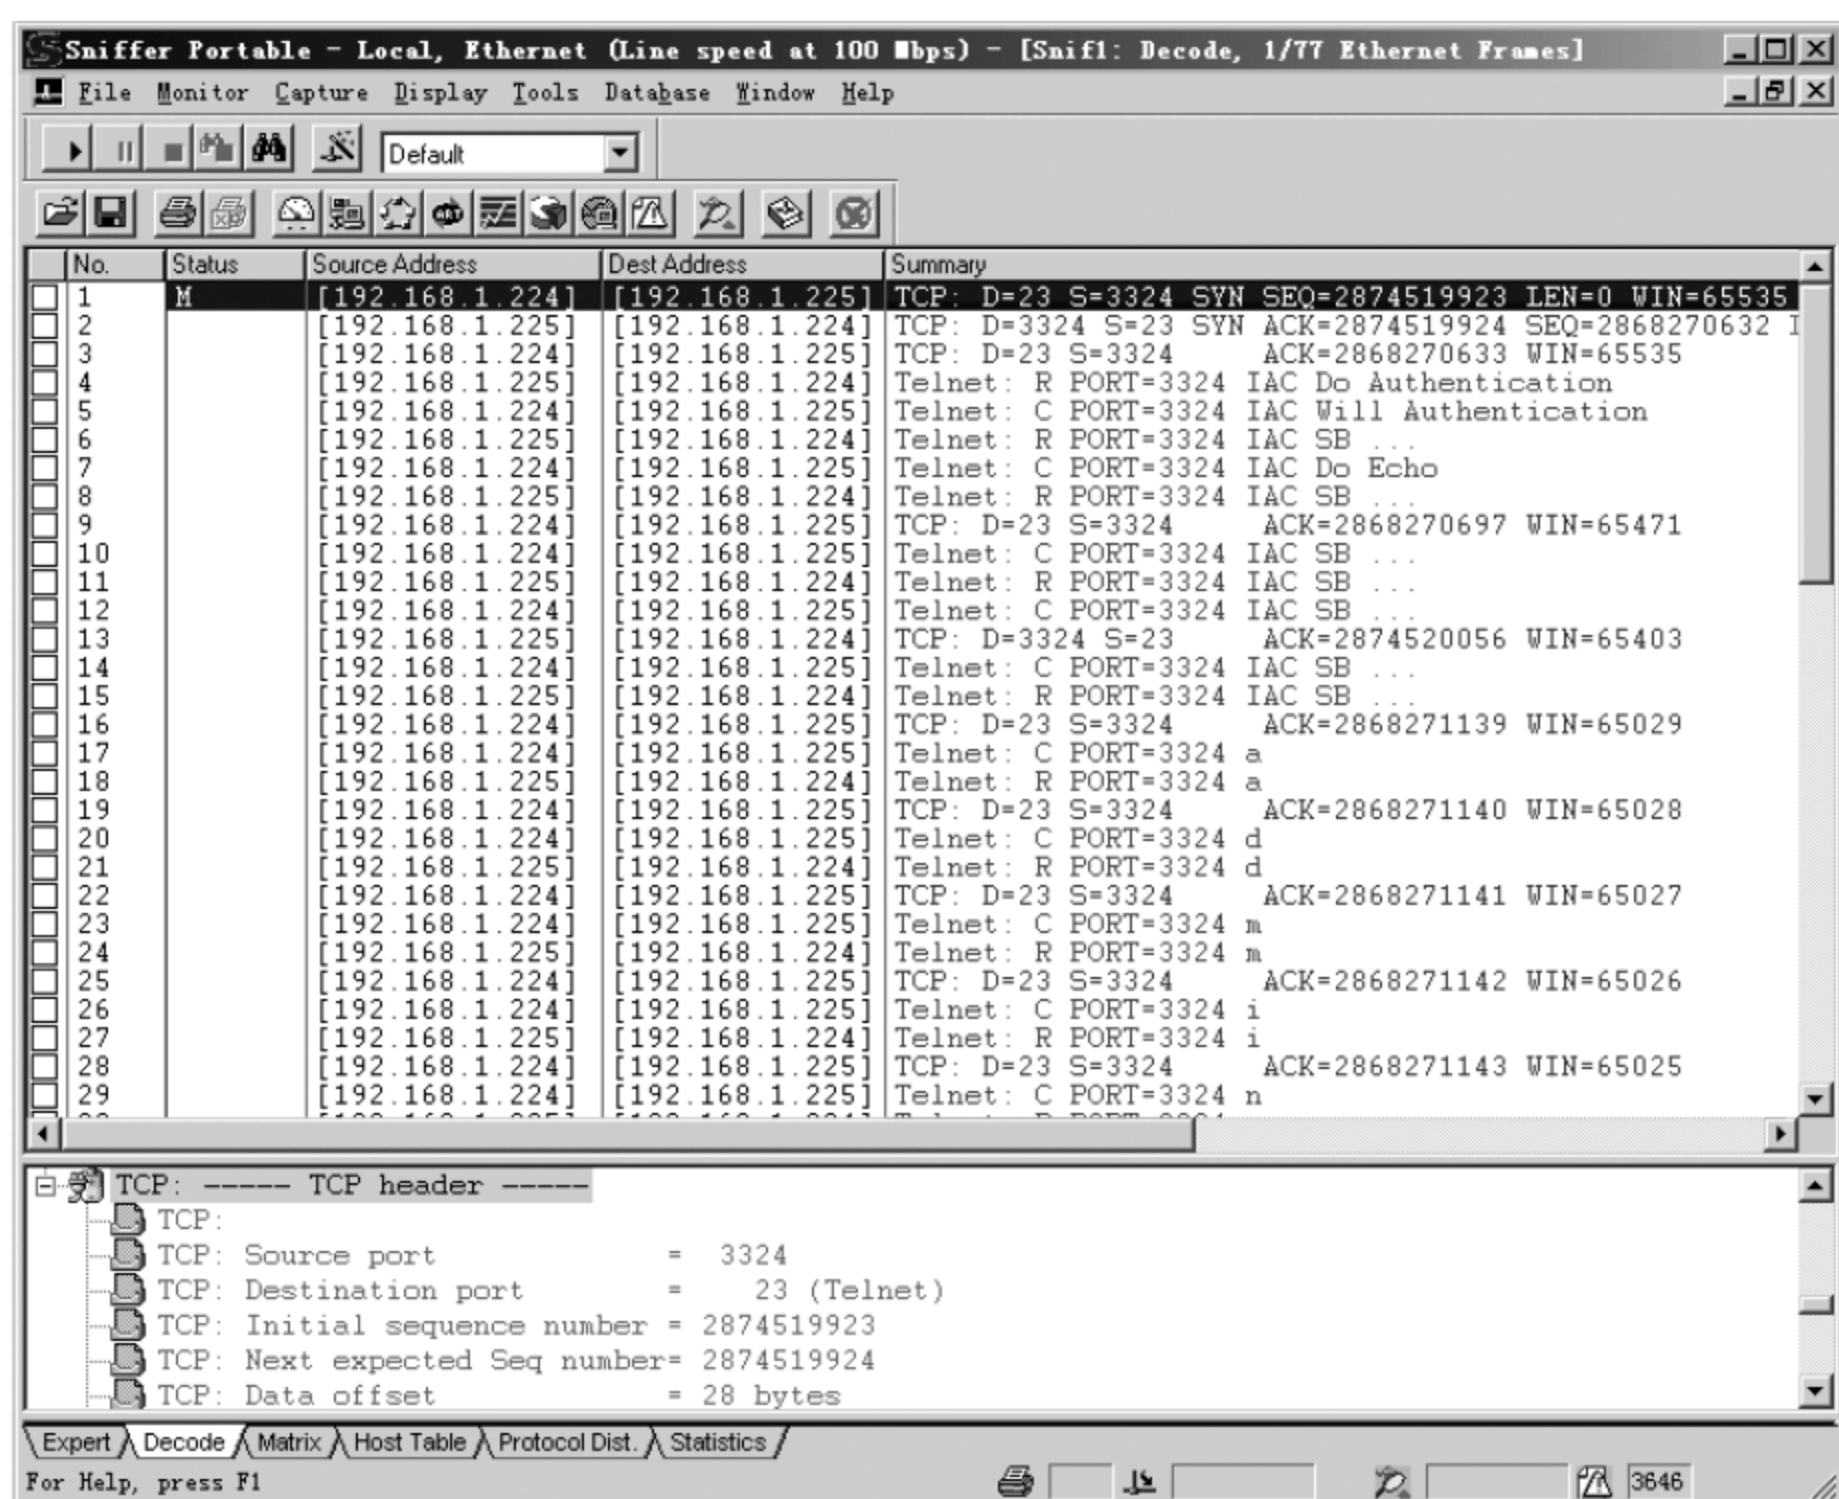 Sniffer Portable - Local, Ethernet (Line speed at 100 Mbps) - [Snif1: Decode, 1/77 Ethernet Frames]
File Monitor Capture Display Tools Database Window Help
Default
No. Status Source Address Dest Address Summary
1 M [192.168.1.224] [192.168.1.225] TCP: D=23 S=3324 SYN SEQ=2874519923 LEN=0 WIN=65535
2 [192.168.1.225] [192.168.1.224] TCP: D=3324 S=23 SYN ACK=2874519924 SEQ=2868270632
3 [192.168.1.224] [192.168.1.225] TCP: D=23 S=3324 ACK=2868270633 WIN=65535
4 [192.168.1.225] [192.168.1.224] Telnet: R PORT=3324 IAC Do Authentication
5 [192.168.1.224] [192.168.1.225] Telnet: C PORT=3324 IAC Will Authentication
6 [192.168.1.225] [192.168.1.224] Telnet: R PORT=3324 IAC SB ...
7 [192.168.1.224] [192.168.1.225] Telnet: C PORT=3324 IAC Do Echo
8 [192.168.1.225] [192.168.1.224] Telnet: R PORT=3324 IAC SB ...
9 [192.168.1.224] [192.168.1.225] TCP: D=23 S=3324 ACK=2868270697 WIN=65471
10 [192.168.1.224] [192.168.1.225] Telnet: C PORT=3324 IAC SB ...
11 [192.168.1.225] [192.168.1.224] Telnet: R PORT=3324 IAC SB ...
12 [192.168.1.224] [192.168.1.225] Telnet: C PORT=3324 IAC SB ...
13 [192.168.1.225] [192.168.1.224] TCP: D=3324 S=23 ACK=2874520056 WIN=65403
14 [192.168.1.224] [192.168.1.225] Telnet: C PORT=3324 IAC SB ...
15 [192.168.1.225] [192.168.1.224] Telnet: R PORT=3324 IAC SB ...
16 [192.168.1.224] [192.168.1.225] TCP: D=23 S=3324 ACK=2868271139 WIN=65029
17 [192.168.1.224] [192.168.1.225] Telnet: C PORT=3324 a
18 [192.168.1.225] [192.168.1.224] Telnet: R PORT=3324 a
19 [192.168.1.224] [192.168.1.225] TCP: D=23 S=3324 ACK=2868271140 WIN=65028
20 [192.168.1.224] [192.168.1.225] Telnet: C PORT=3324 d
21 [192.168.1.225] [192.168.1.224] Telnet: R PORT=3324 d
22 [192.168.1.224] [192.168.1.225] TCP: D=23 S=3324 ACK=2868271141 WIN=65027
23 [192.168.1.224] [192.168.1.225] Telnet: C PORT=3324 m
24 [192.168.1.225] [192.168.1.224] Telnet: R PORT=3324 m
25 [192.168.1.224] [192.168.1.225] TCP: D=23 S=3324 ACK=2868271142 WIN=65026
26 [192.168.1.224] [192.168.1.225] Telnet: C PORT=3324 i
27 [192.168.1.225] [192.168.1.224] Telnet: R PORT=3324 i
28 [192.168.1.224] [192.168.1.225] TCP: D=23 S=3324 ACK=2868271143 WIN=65025
29 [192.168.1.224] [192.168.1.225] Telnet: C PORT=3324 n
TCP: ----- TCP header -----
TCP:
TCP: Source port = 3324
TCP: Destination port = 23 (Telnet)
TCP: Initial sequence number = 2874519923
TCP: Next expected Seq number= 2874519924
TCP: Data offset = 28 bytes
Expert Decode Matrix Host Table Protocol Dist. Statistics
For Help, press F1 3646